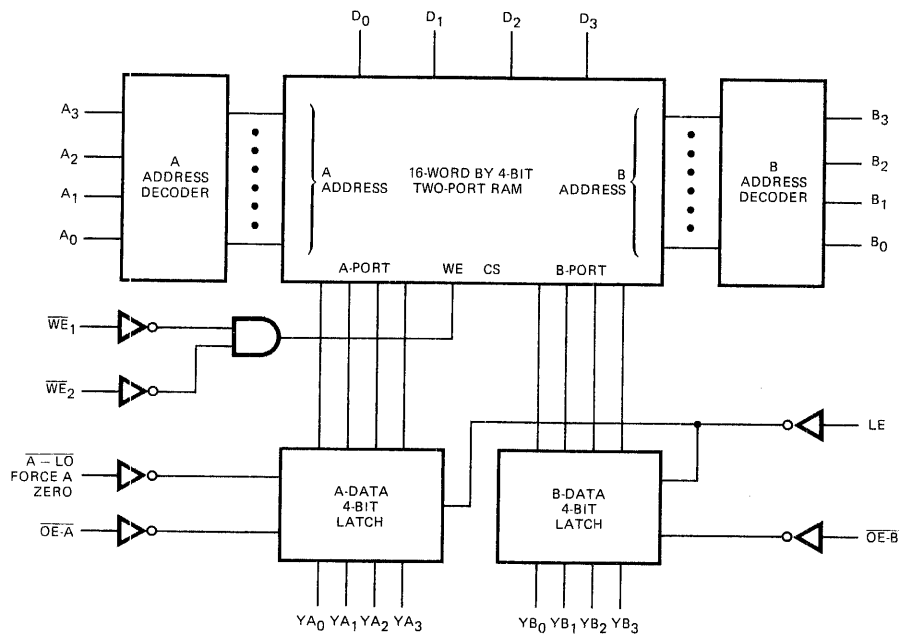 D0 D1 D2 D3
A3
A2
A1
A0
A
ADDRESS
DECODER
A
ADDRESS
16-WORD BY 4-BIT
TWO-PORT RAM
B
ADDRESS
B
ADDRESS
DECODER
B3
B2
B1
B0
A-PORT WE CS B-PORT
WE1
WE2
LE
A – LO
FORCE A
ZERO
OE-A
A-DATA
4-BIT
LATCH
B-DATA
4-BIT
LATCH
OE-B
YA0 YA1 YA2 YA3
YB0 YB1 YB2 YB3